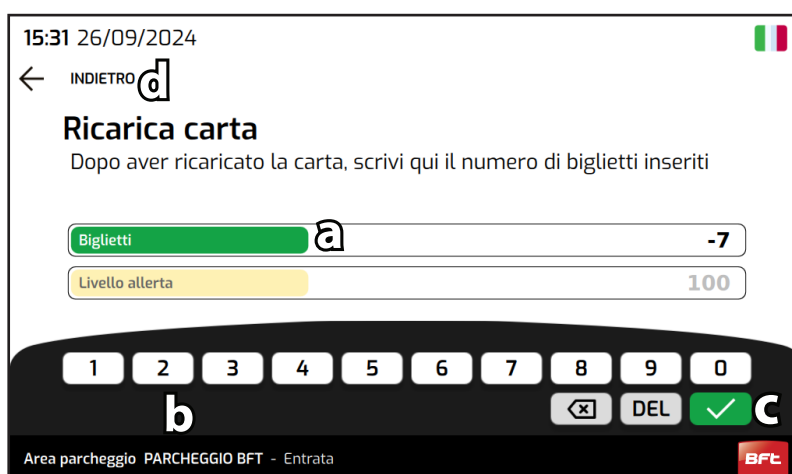 15:31 26/09/2024
INDIETRO d
Ricarica carta
Dopo aver ricaricato la carta, scrivi qui il numero di biglietti inseriti
Biglietti a -7
Livello allerta 100
1 2 3 4 5 6 7 8 9 0
b DEL c
Area parcheggio PARCHEGGIO BFT - Entrata BFt